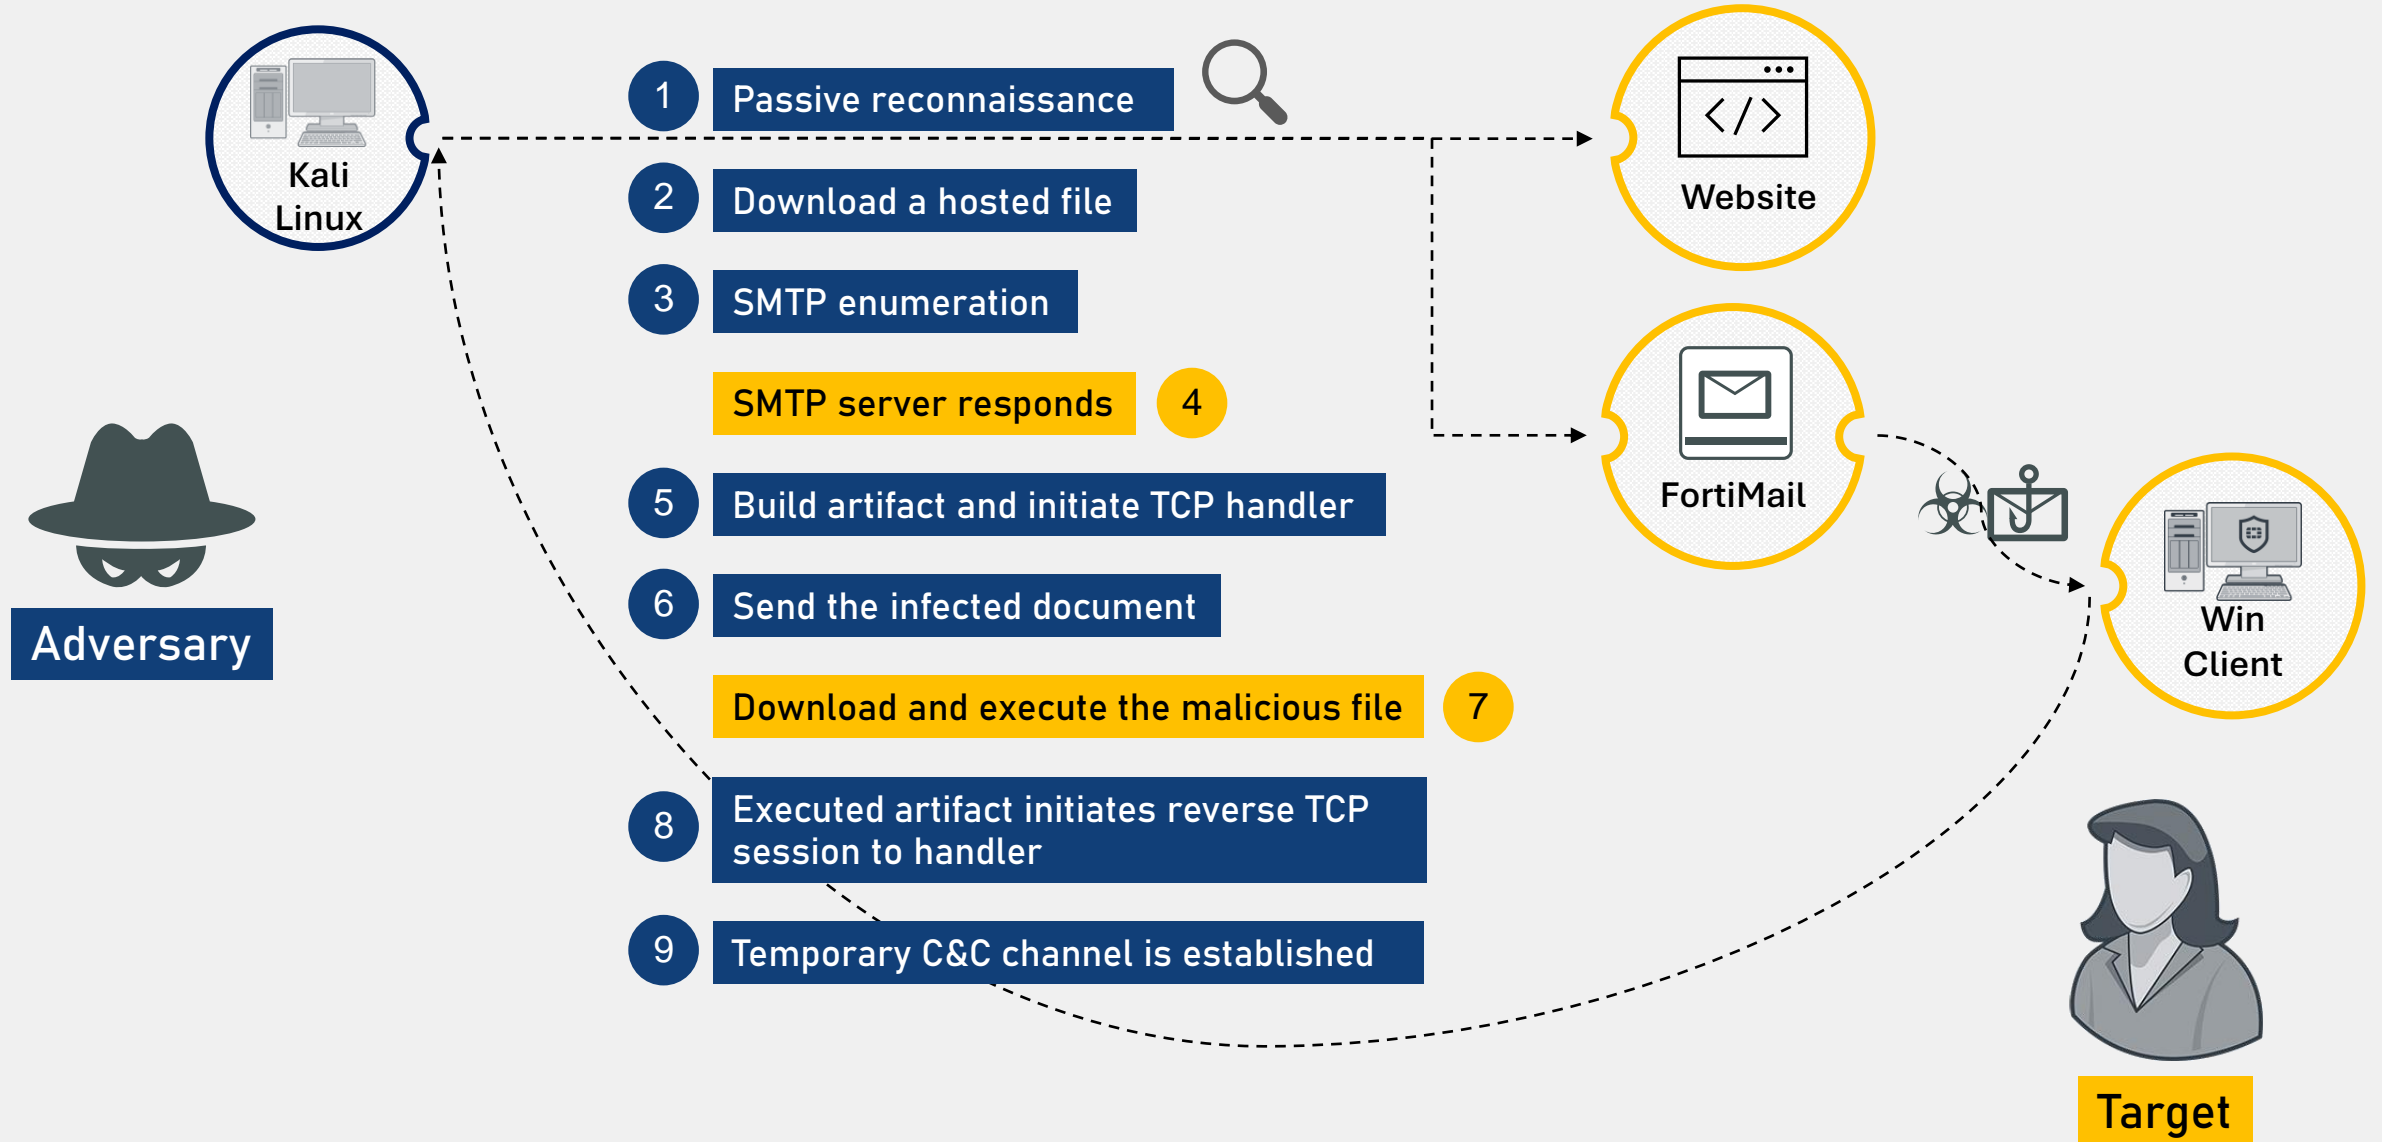 Kali
Linux
1
Passive reconnaissance
2
Download a hosted file
3
SMTP enumeration
SMTP server responds
4
5
Build artifact and initiate TCP handler
6
Send the infected document
Download and execute the malicious file
7
8
Executed artifact initiates reverse TCP
session to handler
9
Temporary C&C channel is established
Adversary
</>
Website
FortiMail
Win
Client
Target